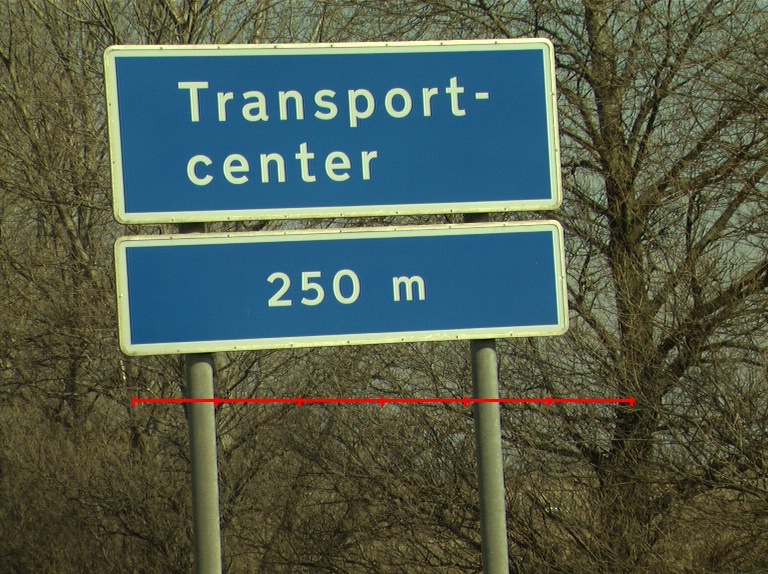 Transport-
center
250 m